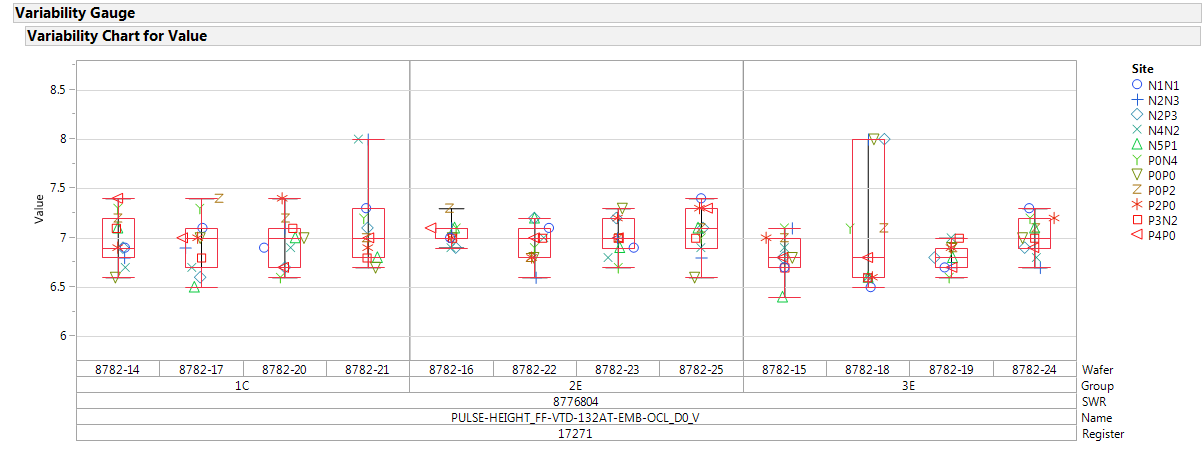 Variability Gauge
Variability Chart for Value
Site
N1N1
N2N3
N2P3
N4N2
N5P1
P0N4
P0P0
P0P2
P2P0
P3N2
P4P0
8.5
8
7.5
7
6.5
6
Value
8782-14 8782-17 8782-20 8782-21 8782-16 8782-22 8782-23 8782-25 8782-15 8782-18 8782-19 8782-24 Wafer
1C 2E 3E Group
8776804 SWR
PULSE-HEIGHT_FF-VTD-132AT-EMB-OCL_D0_V Name
17271 Register